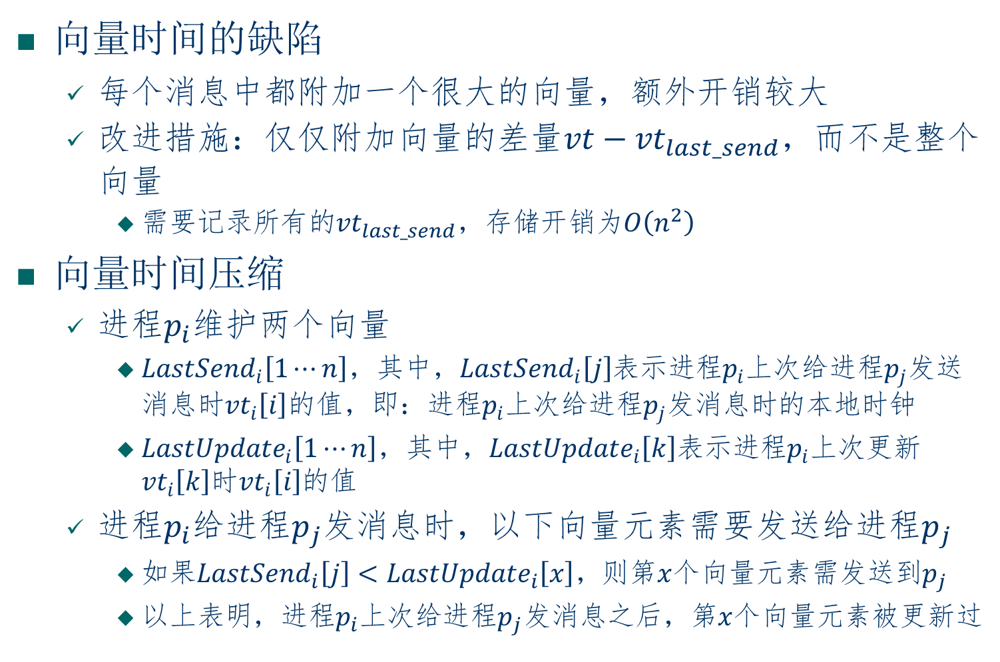 ■ 向量时间的缺陷
✓ 每个消息中都附加一个很大的向量，额外开销较大
✓ 改进措施：仅仅附加向量的差量$vt - vt_{last\_send}$，而不是整个
向量
◆ 需要记录所有的$vt_{last\_send}$，存储开销为$O(n^2)$
■ 向量时间压缩
✓ 进程$p_i$维护两个向量
◆ $LastSend_i[1 \cdots n]$，其中，$LastSend_i[j]$表示进程$p_i$上次给进程$p_j$发送
消息时$vt_i[i]$的值，即：进程$p_i$上次给进程$p_j$发消息时的本地时钟
◆ $LastUpdate_i[1 \cdots n]$，其中，$LastUpdate_i[k]$表示进程$p_i$上次更新
$vt_i[k]$时$vt_i[i]$的值
✓ 进程$p_i$给进程$p_j$发消息时，以下向量元素需要发送给进程$p_j$
◆ 如果$LastSend_i[j] < LastUpdate_i[x]$，则第$x$个向量元素需发送到$p_j$
◆ 以上表明，进程$p_i$上次给进程$p_j$发消息之后，第$x$个向量元素被更新过